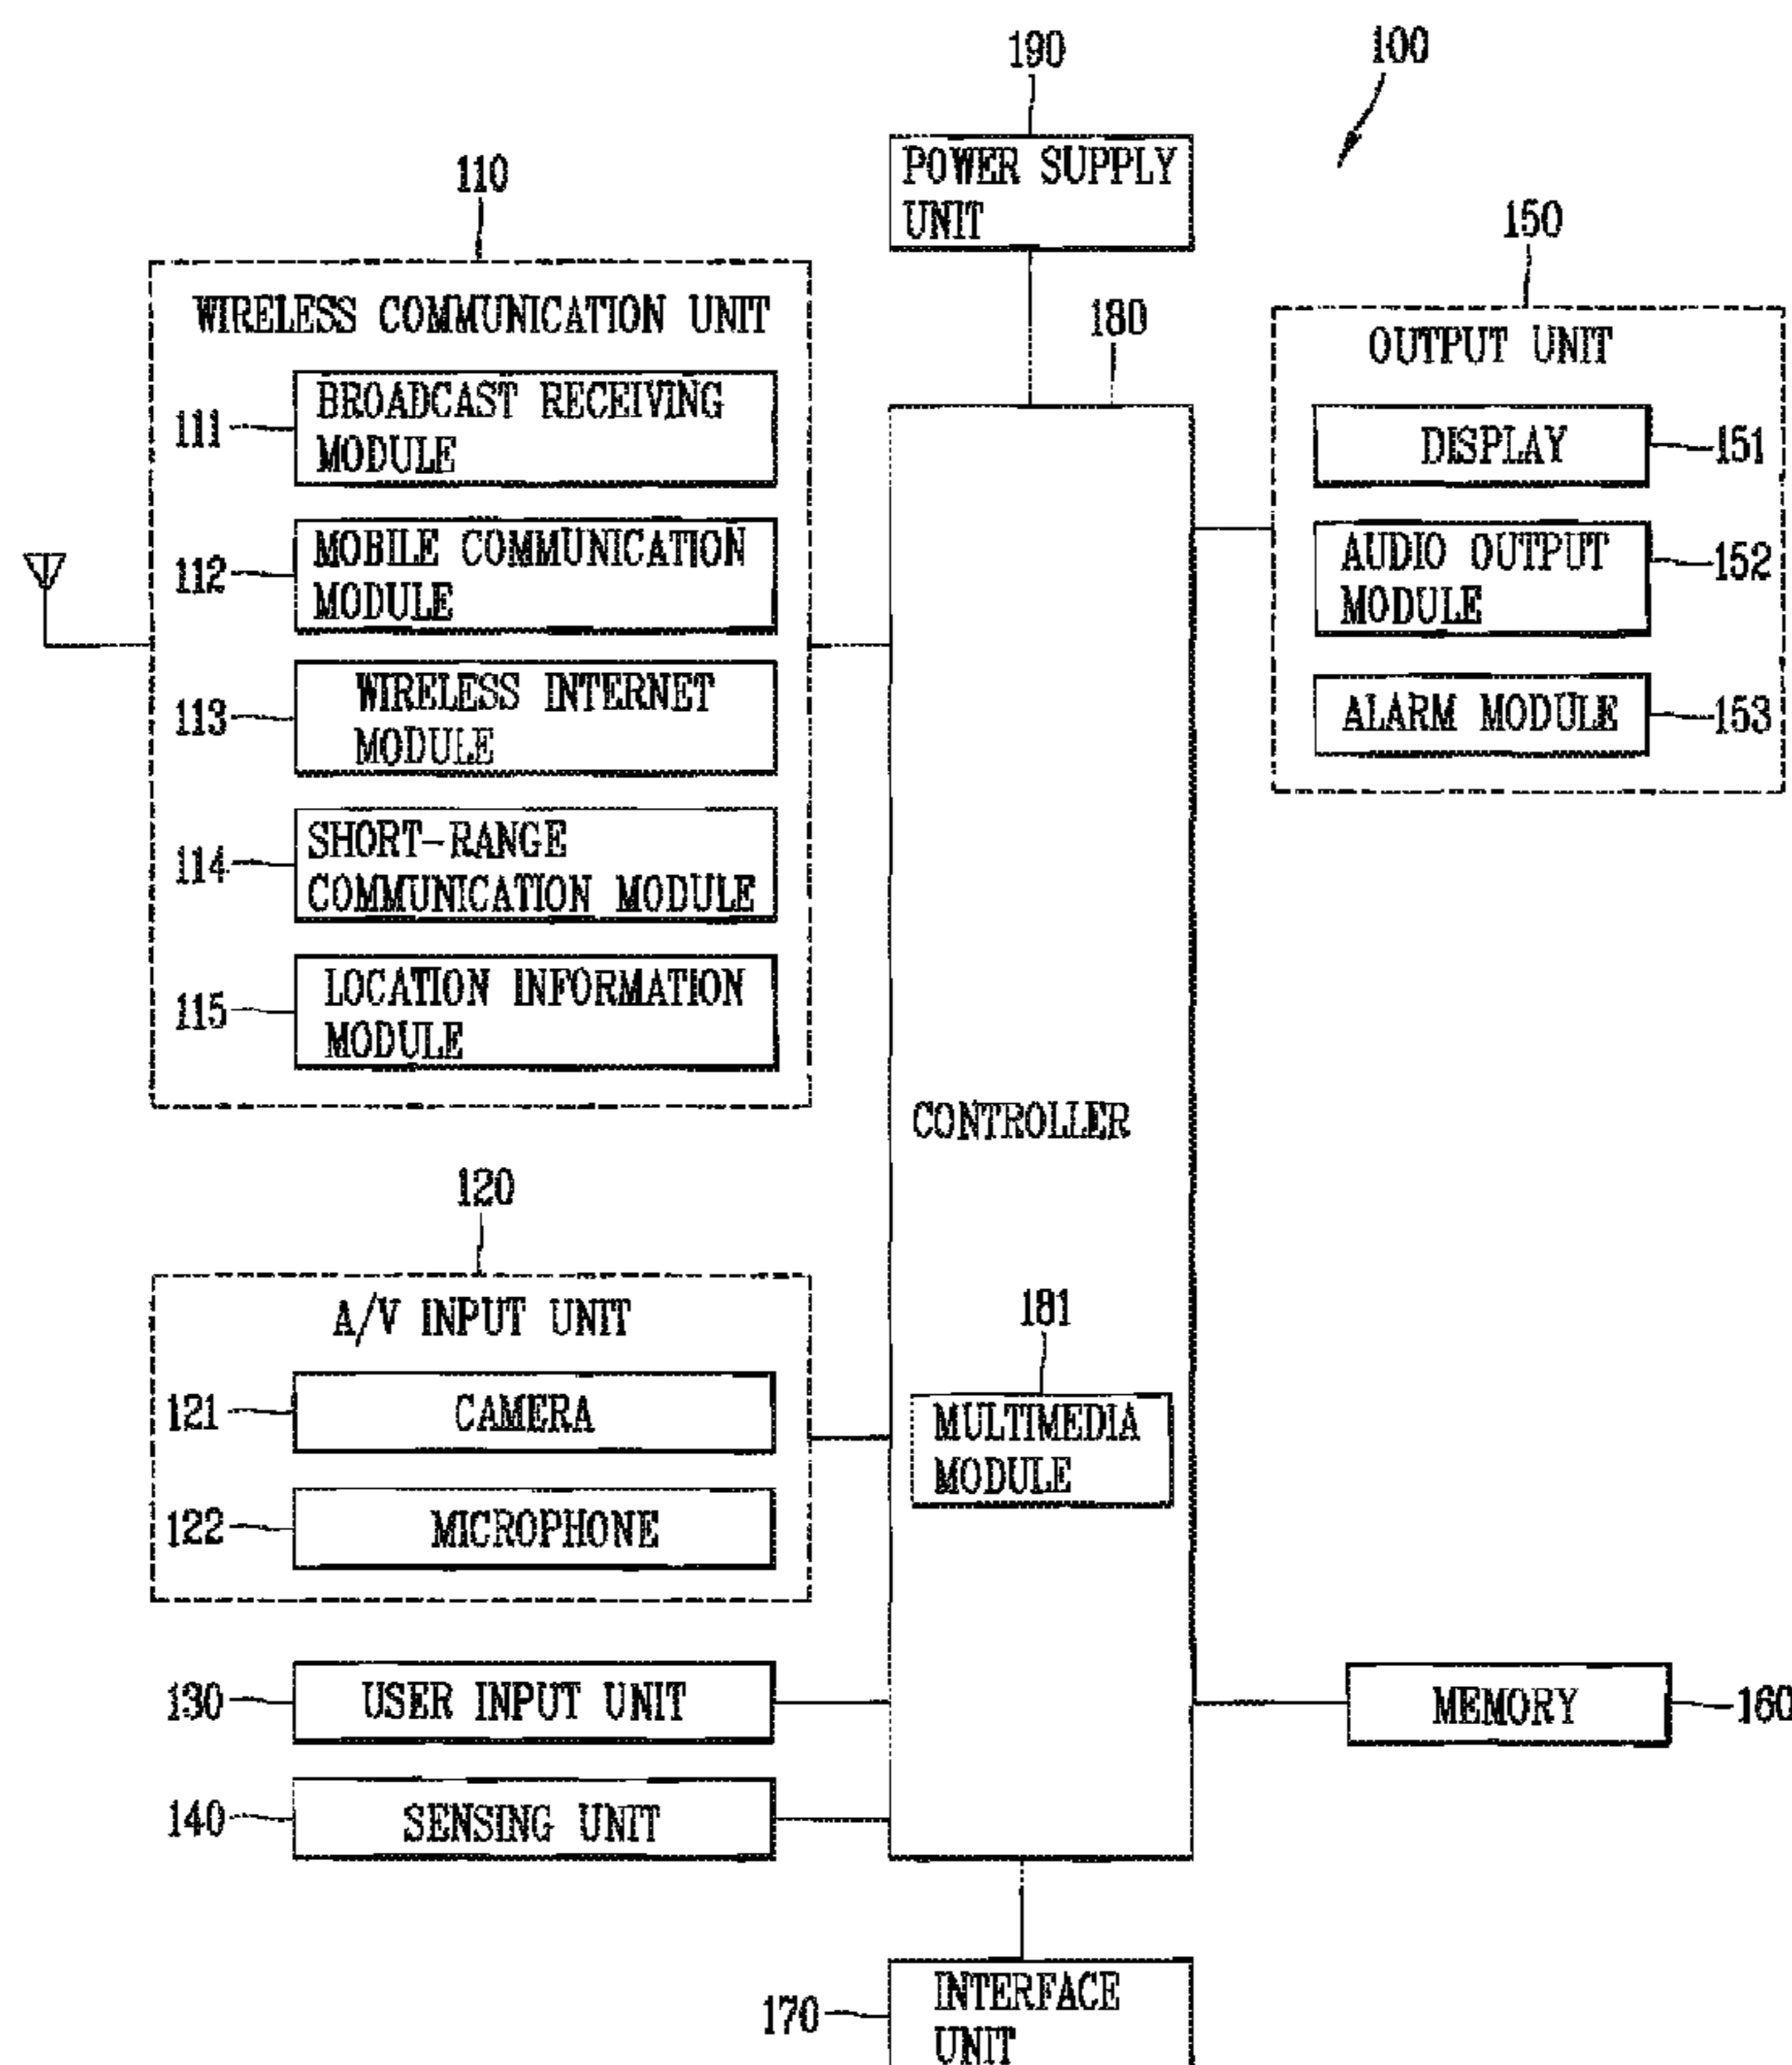 190
100
POWER SUPPLY
UNIT
110
WIRELESS COMMUNICATION UNIT
111
BROADCAST RECEIVING
MODULE
112
MOBILE COMMUNICATION
MODULE
113
WIRELESS INTERNET
MODULE
114
SHORT-RANGE
COMMUNICATION MODULE
115
LOCATION INFORMATION
MODULE
120
A/V INPUT UNIT
121
CAMERA
122
MICROPHONE
130
USER INPUT UNIT
140
SENSING UNIT
180
CONTROLLER
181
MULTIMEDIA
MODULE
150
OUTPUT UNIT
DISPLAY
151
AUDIO OUTPUT
MODULE
152
ALARM MODULE
153
MEMORY
160
170
INTERFACE
UNIT